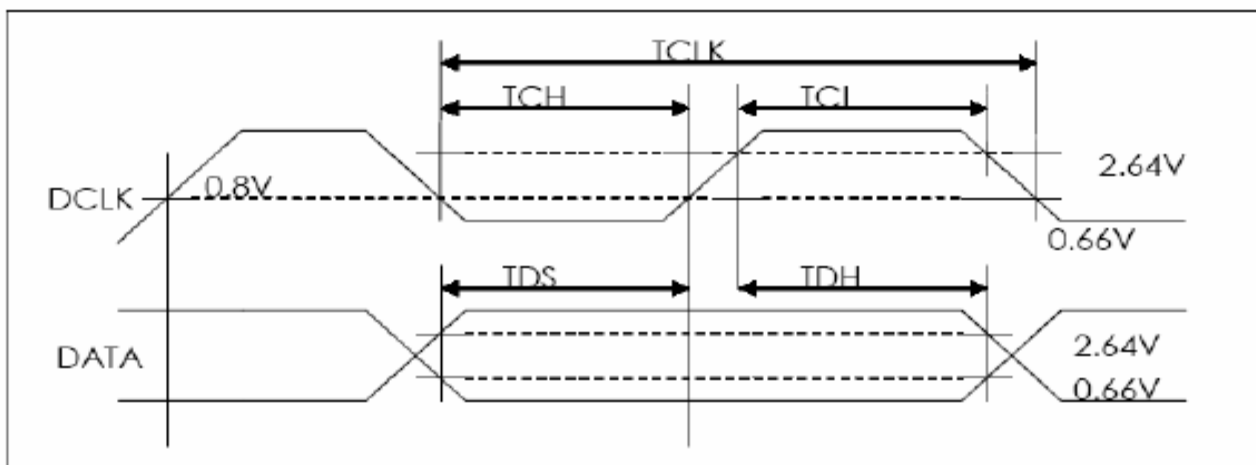 TCLK
TCH TCL
0.8V 2.64V
DCLK
0.66V
TDS TDH
2.64V
DATA
0.66V